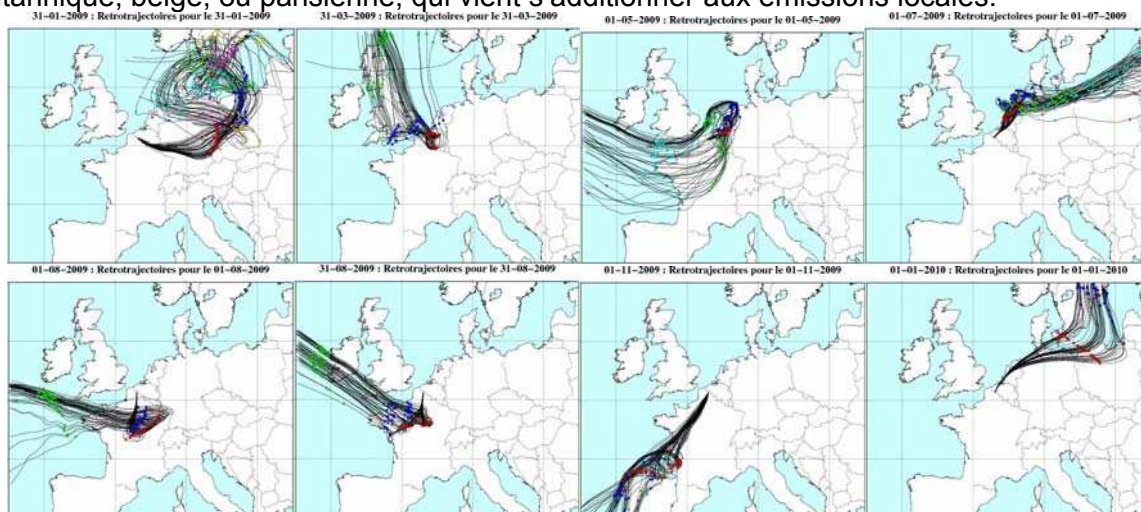 tannique, belge, ou parisienne, qui vient s'additionner aux émissions locales.
31-01-2009 : Retrotrajectoires pour le 31-01-2009
31-03-2009 : Retrotrajectoires pour le 31-03-2009
01-05-2009 : Retrotrajectoires pour le 01-05-2009
01-07-2009 : Retrotrajectoires pour le 01-07-2009
01-08-2009 : Retrotrajectoires pour le 01-08-2009
31-08-2009 : Retrotrajectoires pour le 31-08-2009
01-11-2009 : Retrotrajectoires pour le 01-11-2009
01-01-2010 : Retrotrajectoires pour le 01-01-2010